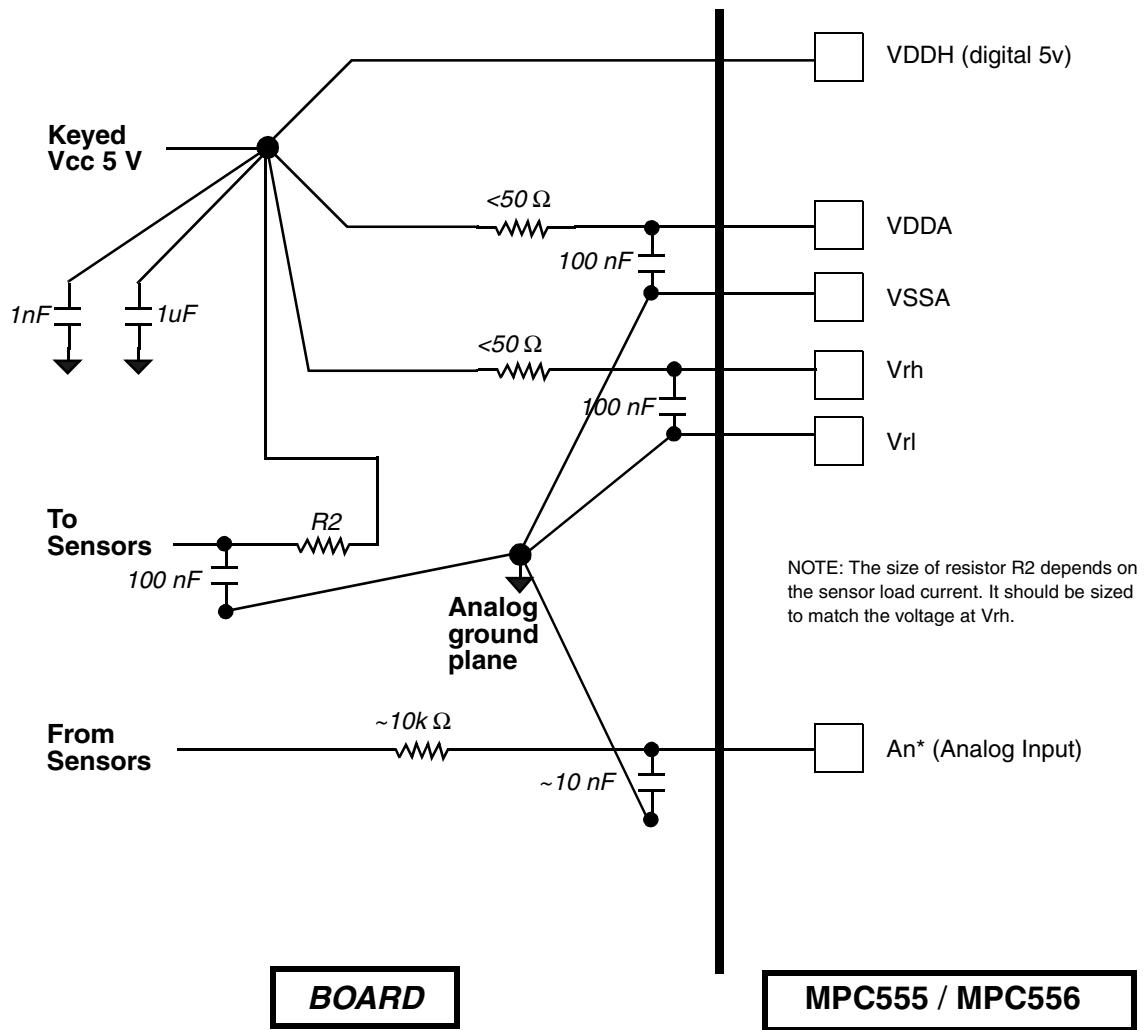 VDDH (digital 5v)
Keyed
Vcc 5 V
<50 Ω
VDDA
100 nF
VSSA
1nF
1uF
<50 Ω
Vrh
100 nF
Vrl
To
Sensors
R2
100 nF
Analog
ground
plane
NOTE: The size of resistor R2 depends on
the sensor load current. It should be sized
to match the voltage at Vrh.
From
Sensors
~10k Ω
An* (Analog Input)
~10 nF
BOARD
MPC555 / MPC556